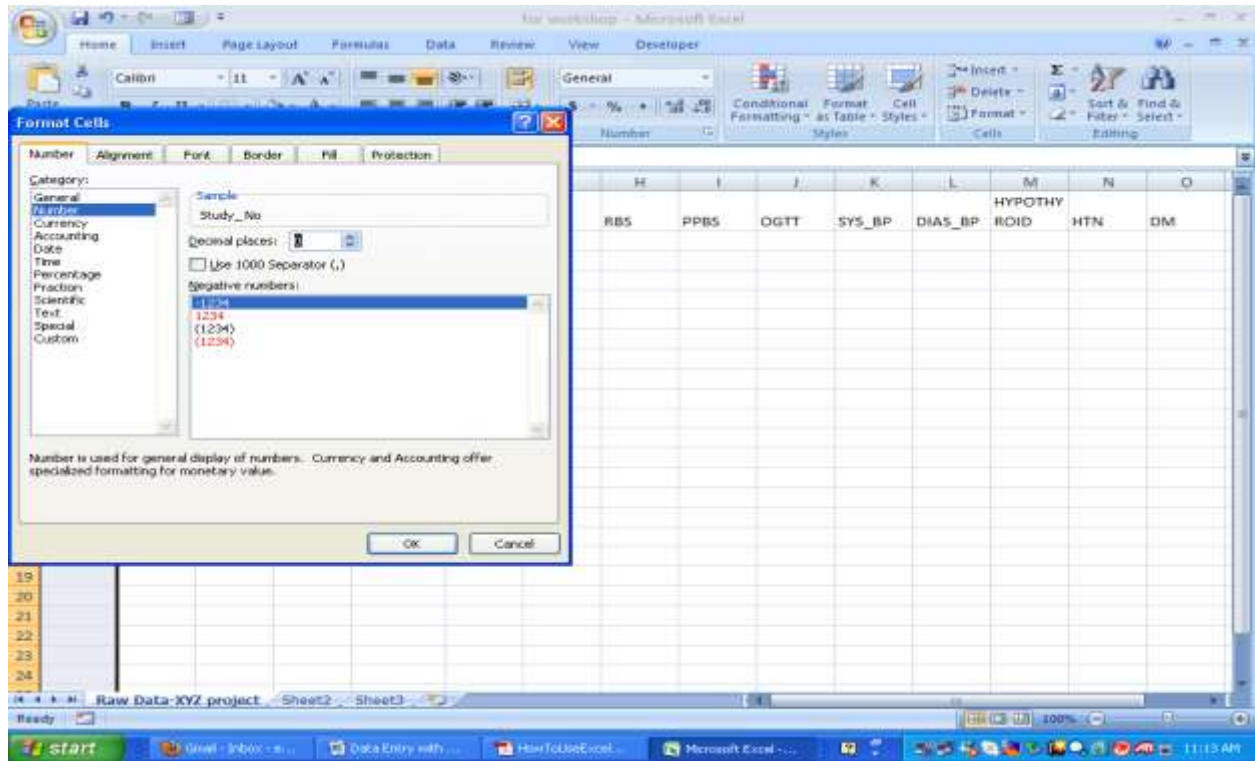 for workshop - Microsoft Excel
Home Insert Page Layout Formulas Data Review View Developer
Calibri 11 General
Paste
Conditional Formatting
Format as Table
Cell Styles
Insert
Delete
Format
Sort & Filter
Find & Select
Number Styles Cells Editing
Format Cells
Number Alignment Font Border Fill Protection
Category:
General
Number
Currency
Accounting
Date
Time
Percentage
Fraction
Scientific
Text
Special
Custom
Sample
Study_No
Decimal places: 0
Use 1000 Separator (,)
Negative numbers:
-1234
1234
(1234)
(1234)
Number is used for general display of numbers. Currency and Accounting offer
specialized formatting for monetary value.
OK Cancel
H I J K L M N O
HYPOTHY
RBS PPBS OGTT SYS_BP DIAS_BP ROID HTN DM
19
20
21
22
23
24
Raw Data-XYZ project Sheet2 Sheet3
Ready 100%
start Gmail - Inbox - Data Entry with ... HowToUseExcel... Microsoft Excel -... 11:13 AM